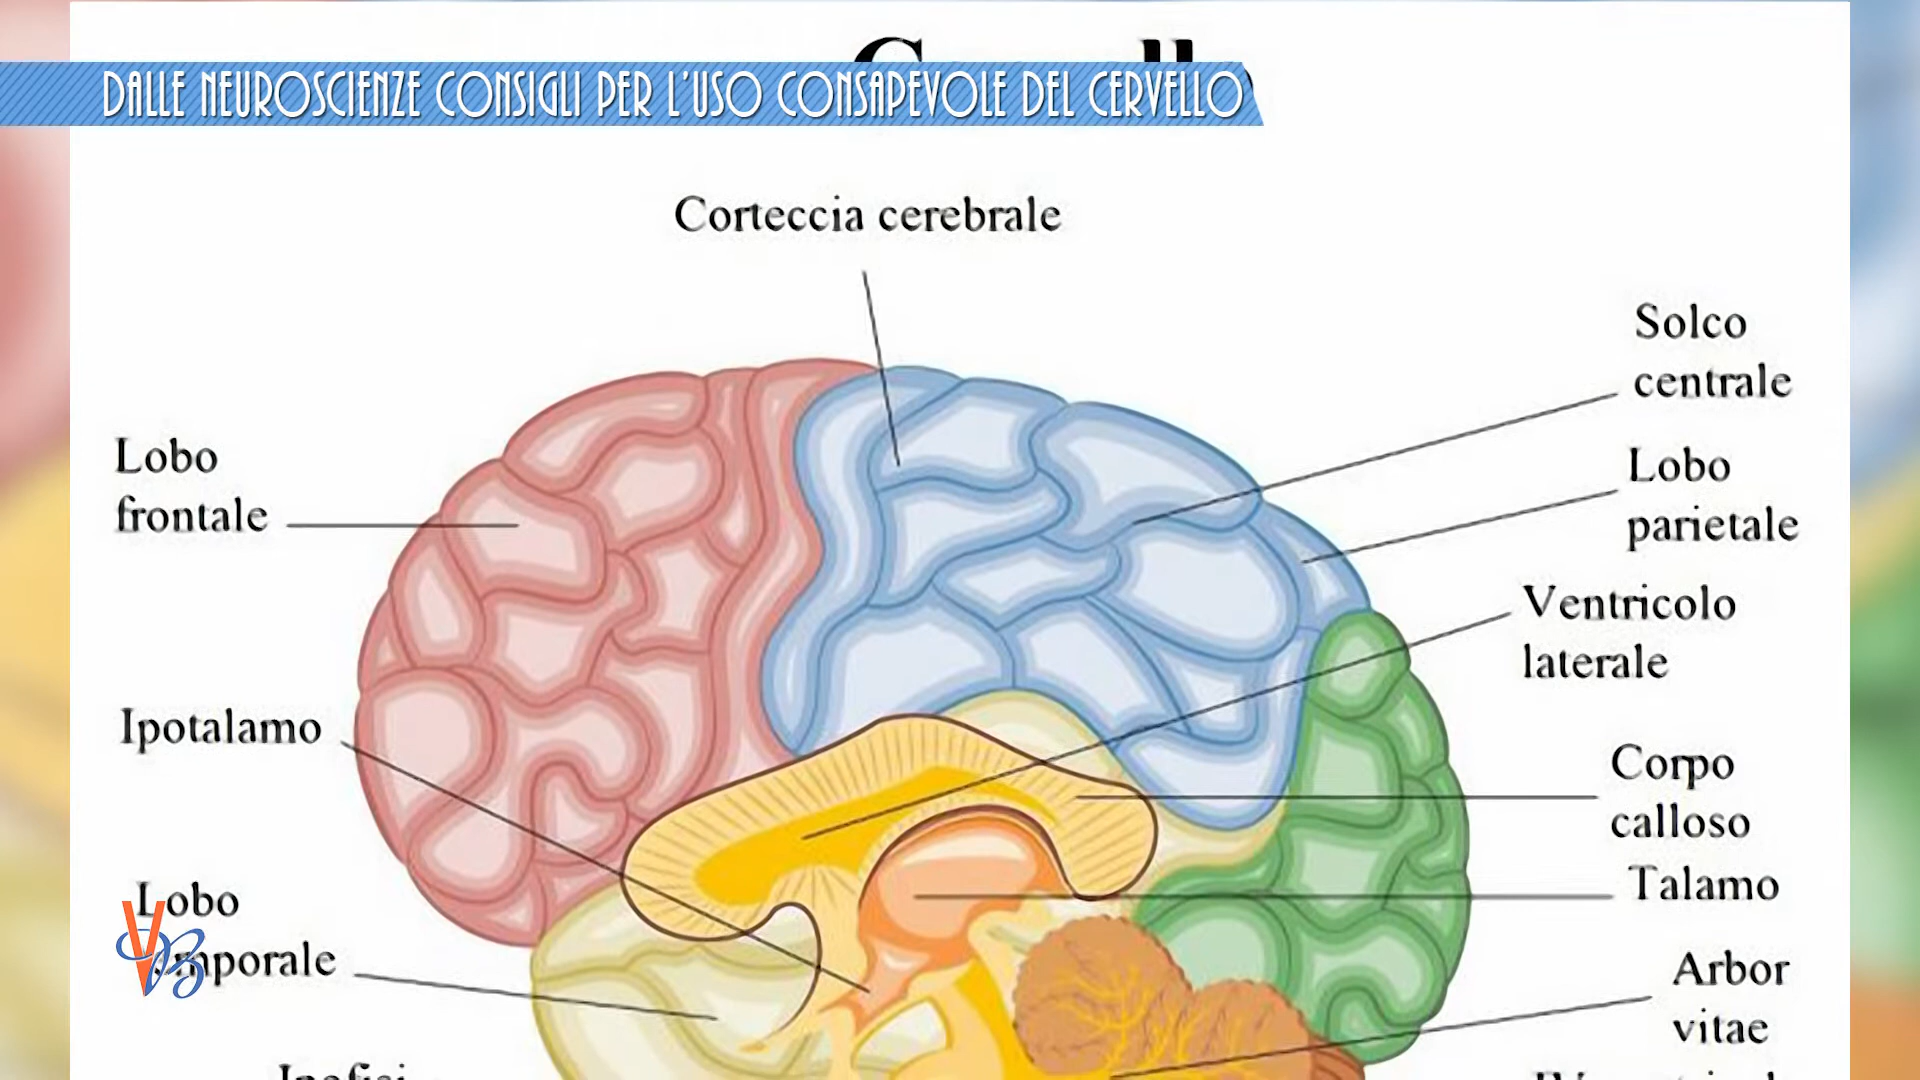 DALLE NEUROSCIENZE CONSIGLI PER L'USO CONSAPEVOLE DEL CERVELLO
Corteccia cerebrale
Solco
centrale
Lobo
parietale
Lobo
frontale
Ventricolo
laterale
Ipotalamo
Corpo
calloso
Talamo
Lobo
Arbor
vitae
VB